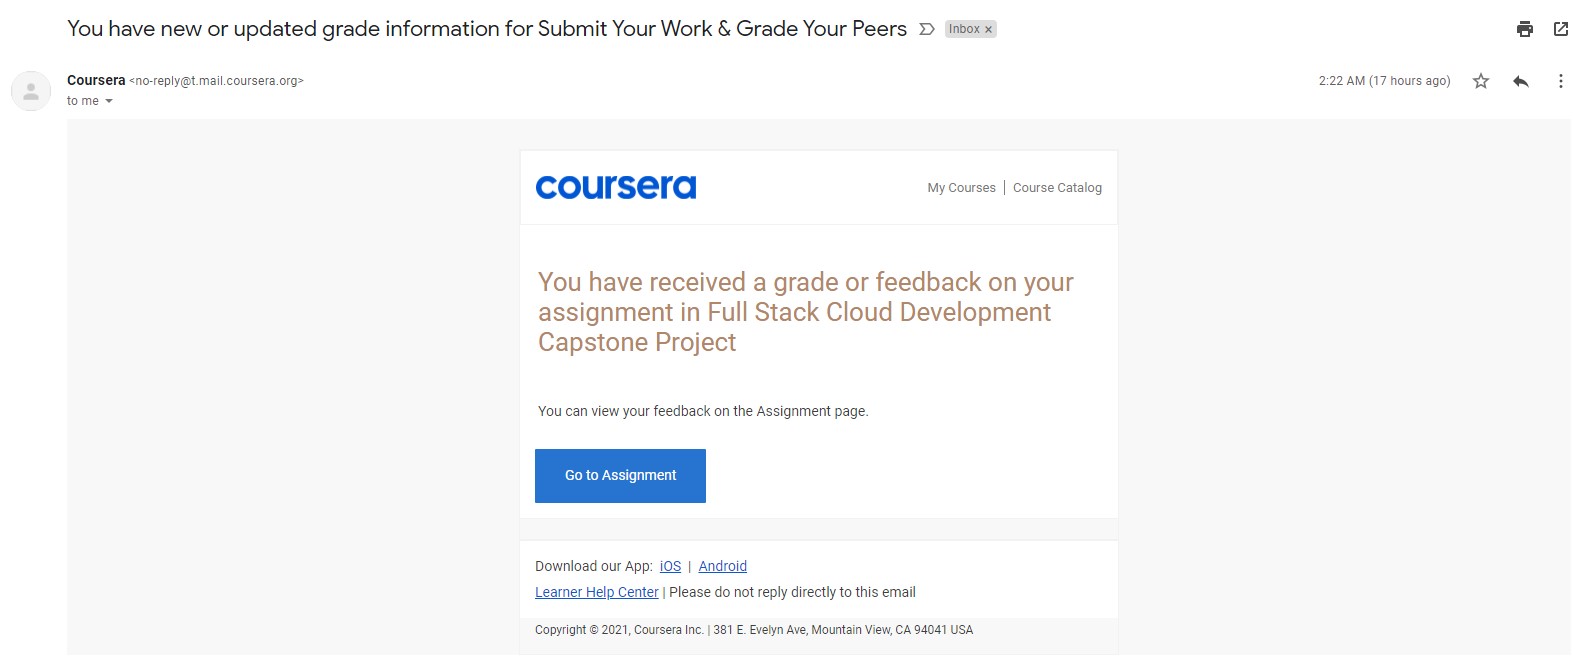 You have new or updated grade information for Submit Your Work & Grade Your Peers Inbox ×
Coursera <no-reply@t.mail.coursera.org> 2:22 AM (17 hours ago)
to me
coursera My Courses | Course Catalog
You have received a grade or feedback on your
assignment in Full Stack Cloud Development
Capstone Project
You can view your feedback on the Assignment page.
Go to Assignment
Download our App: iOS | Android
Learner Help Center | Please do not reply directly to this email
Copyright © 2021, Coursera Inc. | 381 E. Evelyn Ave, Mountain View, CA 94041 USA